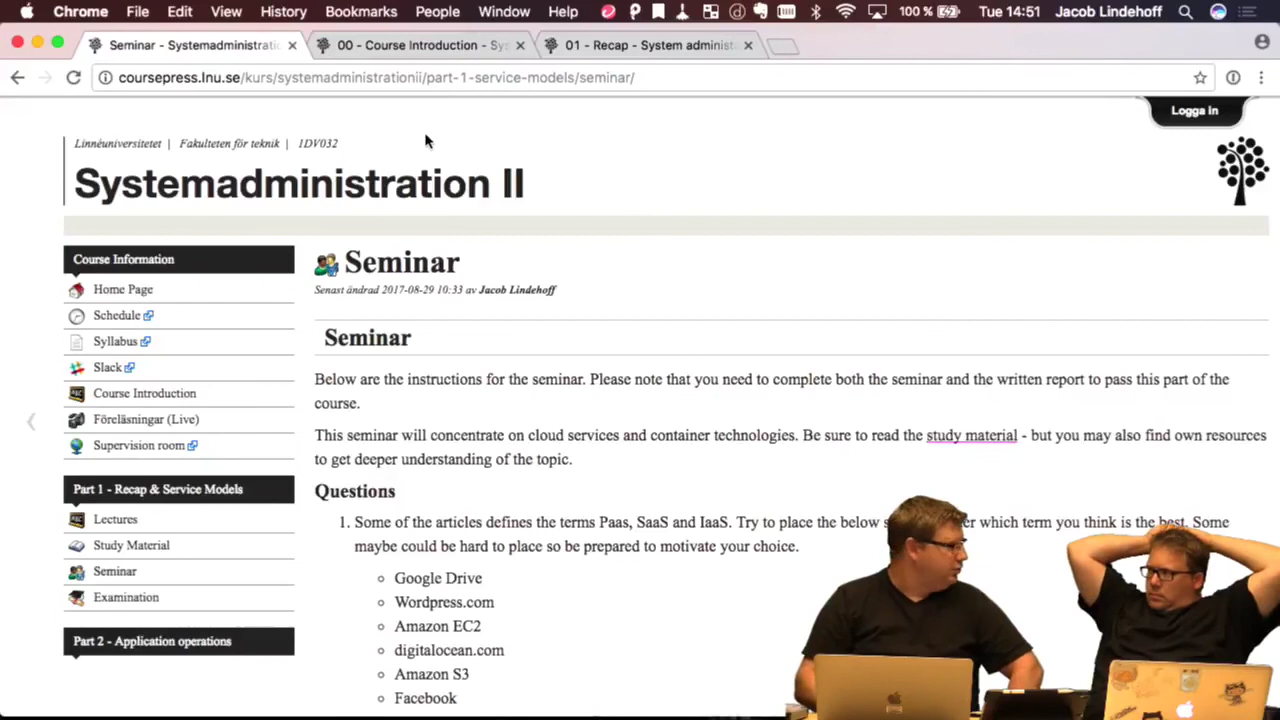 Chrome File Edit View History Bookmarks People Window Help 100 % Tue 14:51 Jacob Lindehoff
Seminar - Systemadministratio 00 - Course Introduction - Sys 01 - Recap - System administ
coursepress.lnu.se/kurs/systemadministrationii/part-1-service-models/seminar/
Logga in
Linnéuniversitetet | Fakulteten för teknik | 1DV032
Systemadministration II
Course Information
Home Page
Schedule
Syllabus
Slack
Course Introduction
Föreläsningar (Live)
Supervision room
Part 1 - Recap & Service Models
Lectures
Study Material
Seminar
Examination
Part 2 - Application operations
Seminar
Senast ändrad 2017-08-29 10:33 av Jacob Lindehoff
Seminar
Below are the instructions for the seminar. Please note that you need to complete both the seminar and the written report to pass this part of the
course.
This seminar will concentrate on cloud services and container technologies. Be sure to read the study material - but you may also find own resources
to get deeper understanding of the topic.
Questions
1. Some of the articles defines the terms Paas, SaaS and IaaS. Try to place the below which term you think is the best. Some
maybe could be hard to place so be prepared to motivate your choice.
Google Drive
Wordpress.com
Amazon EC2
digitalocean.com
Amazon S3
Facebook